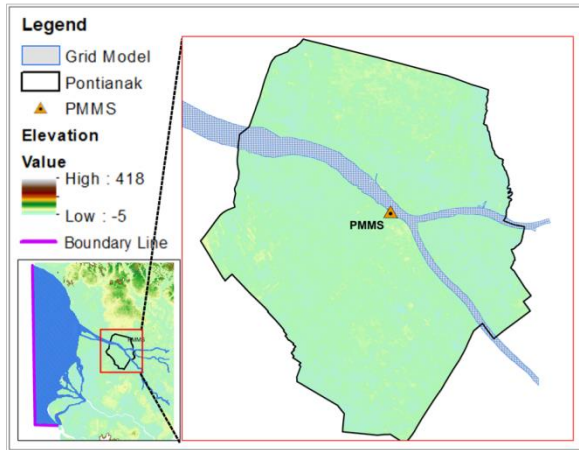 Legend
Grid Model
Pontianak
PMMS
Elevation
Value
High : 418
Low : -5
Boundary Line
PMMS
PMMS